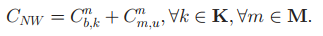 C_{NW} = C^n_{b,k} + C^n_{m,u}, ∀k ∈ K, ∀m ∈ M.